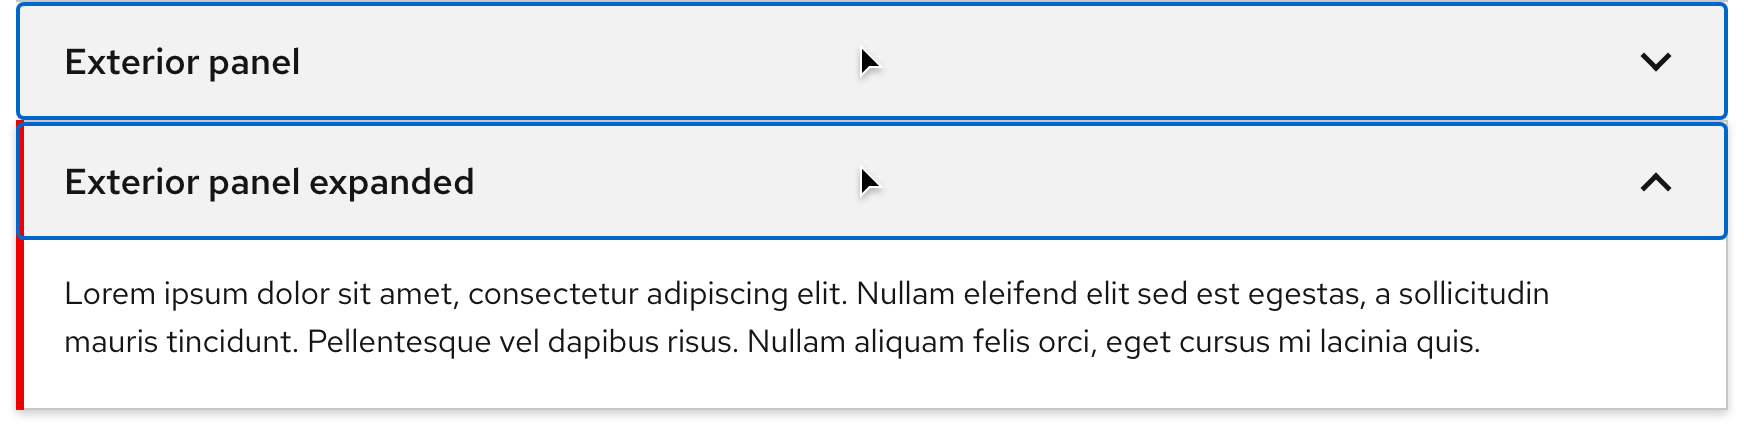 Exterior panel
Exterior panel expanded
Lorem ipsum dolor sit amet, consectetur adipiscing elit. Nullam eleifend elit sed est egestas, a sollicitudin
mauris tincidunt. Pellentesque vel dapibus risus. Nullam aliquam felis orci, eget cursus mi lacinia quis.